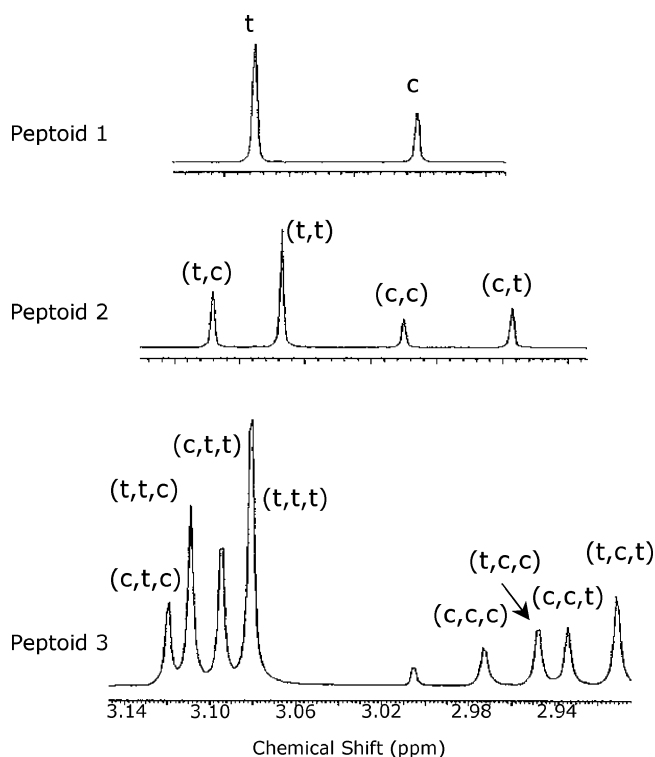 t
c
Peptoid 1
(t,t)
(t,c)
(c,c)
(c,t)
Peptoid 2
(c,t,t)
(t,t,c)
(t,t,t)
(t,c,t)
(t,c,c)
(c,t,c)
(c,c,t)
(c,c,c)
Peptoid 3
3.14 3.10 3.06 3.02 2.98 2.94
Chemical Shift (ppm)